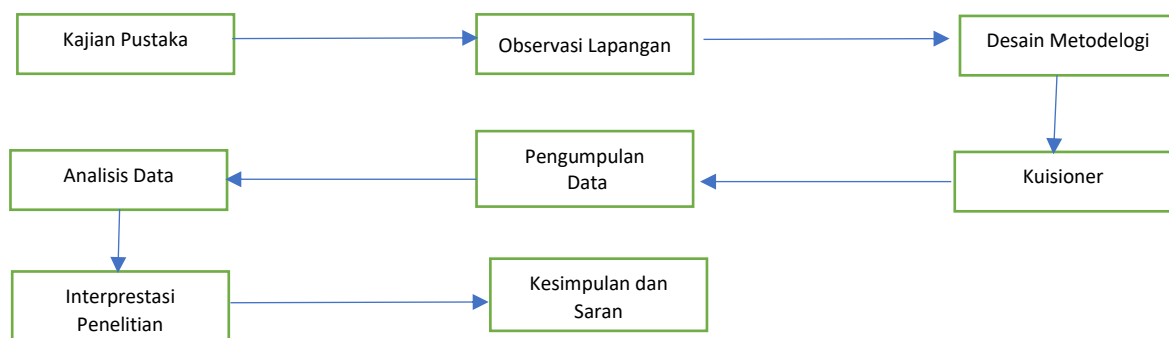 Kajian Pustaka
Observasi Lapangan
Desain Metodelogi
Kuisioner
Pengumpulan
Data
Analisis Data
Interprestasi
Penelitian
Kesimpulan dan
Saran